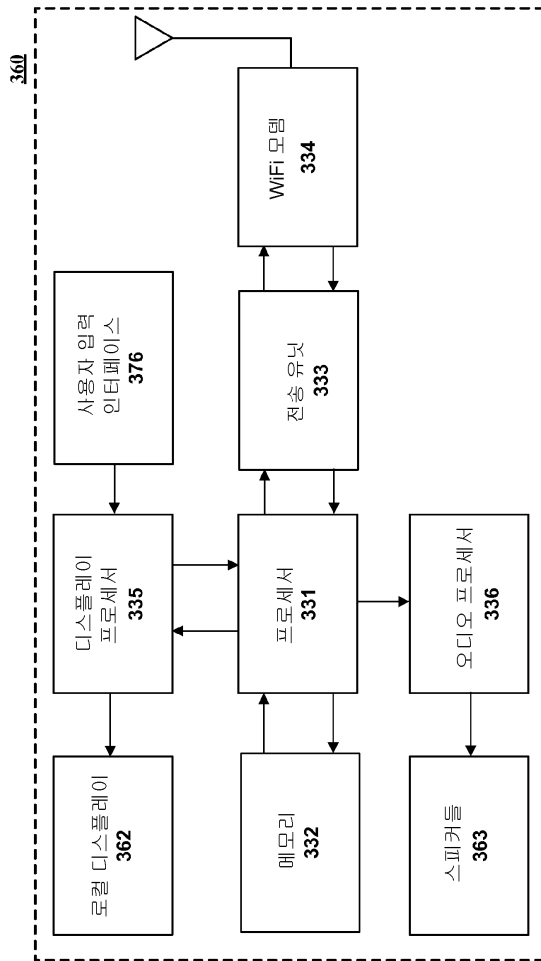 360
로컬 디스플레이
362
디스플레이
프로세서
335
사용자 입력
인터페이스
376
메모리
332
프로세서
331
전송 유닛
333
WiFi 모뎀
334
스피커들
363
오디오 프로세서
336